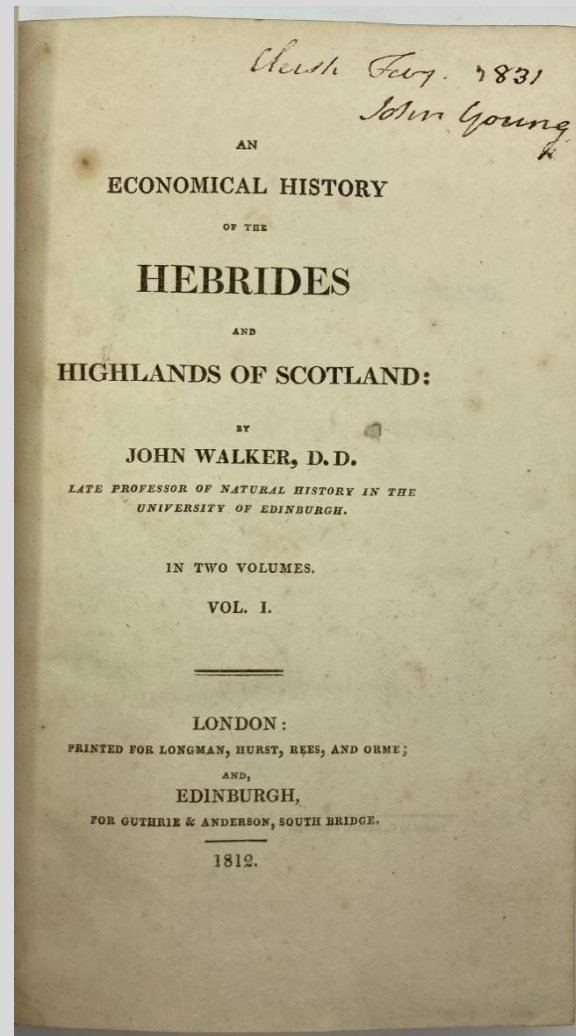 1831
John Young
AN
ECONOMICAL HISTORY
OF THE
HEBRIDES
AND
HIGHLANDS OF SCOTLAND:
BY
JOHN WALKER, D.D.
LATE PROFESSOR OF NATURAL HISTORY IN THE
UNIVERSITY OF EDINBURGH.
IN TWO VOLUMES.
VOL. I.
LONDON:
PRINTED FOR LONGMAN, HURST, REES, AND ORME;
AND,
EDINBURGH,
FOR GUTHRIE & ANDERSON, SOUTH BRIDGE.
1812.